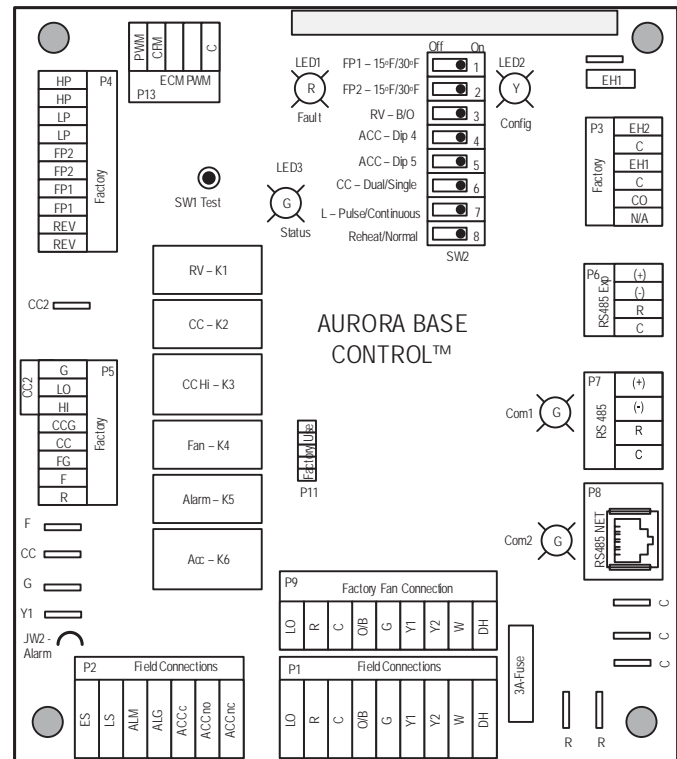 PWM
CFM
C
ECM PWM
P13
P4
HP
HP
LP
LP
FP2
FP2
FP1
FP1
REV
REV
Factory
SW1 Test
LED1
R
Fault
LED3
G
Status
Off
On
FP1 – 15ºF/30ºF
1
FP2 – 15ºF/30ºF
2
RV – B/O
3
ACC – Dip 4
4
ACC – Dip 5
5
CC – Dual/Single
6
L – Pulse/Continuous
7
Reheat/Normal
8
SW2
LED2
Y
Config
EH1
P3
Factory
EH2
C
EH1
C
CO
N/A
RV – K1
CC – K2
CC Hi – K3
Fan – K4
Alarm – K5
Acc – K6
CC2
AURORA BASE
CONTROL™
P6
RS485 Exp
(+)
(-)
R
C
CC2
P5
G
LO
HI
CCG
CC
FG
F
R
Factory
Factory Use
P11
Com1
G
P7
RS 485
(+)
(-)
R
C
Com2
G
P8
RS485 NET
F
CC
G
Y1
JW2 -
Alarm
P9
Factory Fan Connection
LO
R
C
O/B
G
Y1
Y2
W
DH
C
C
C
P2
Field Connections
ES
LS
ALM
ALG
ACCc
ACCno
ACCnc
P1
Field Connections
LO
R
C
O/B
G
Y1
Y2
W
DH
3A-Fuse
R
R